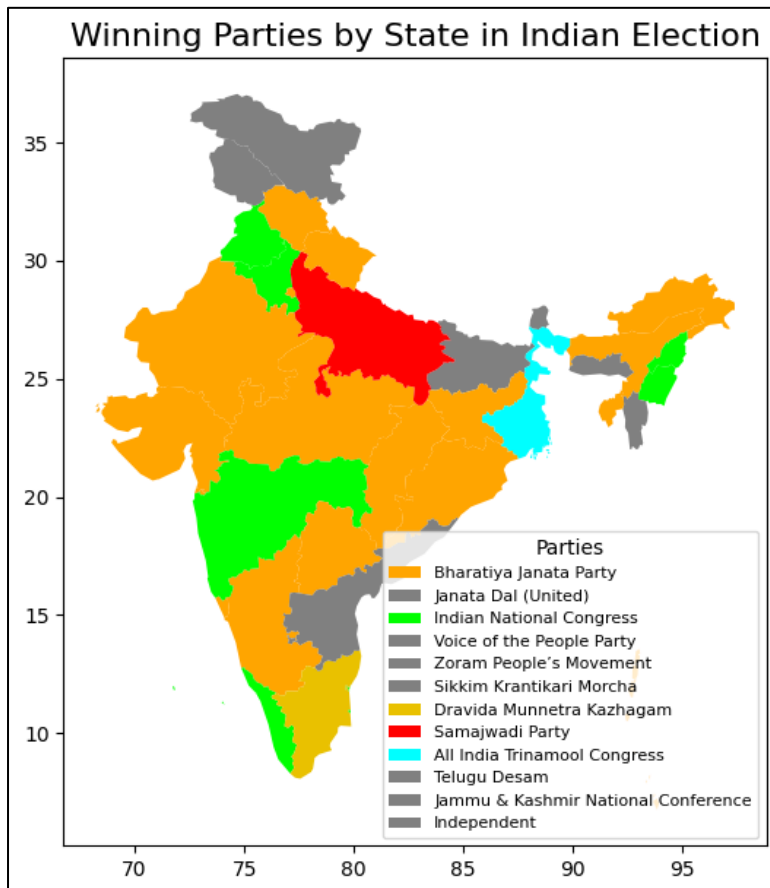 Winning Parties by State in Indian Election
35
30
25
20
15
10
Parties
Bharatiya Janata Party
Janata Dal (United)
Indian National Congress
Voice of the People Party
Zoram People’s Movement
Sikkim Krantikari Morcha
Dravida Munnetra Kazhagam
Samajwadi Party
All India Trinamool Congress
Telugu Desam
Jammu & Kashmir National Conference
Independent
70 75 80 85 90 95